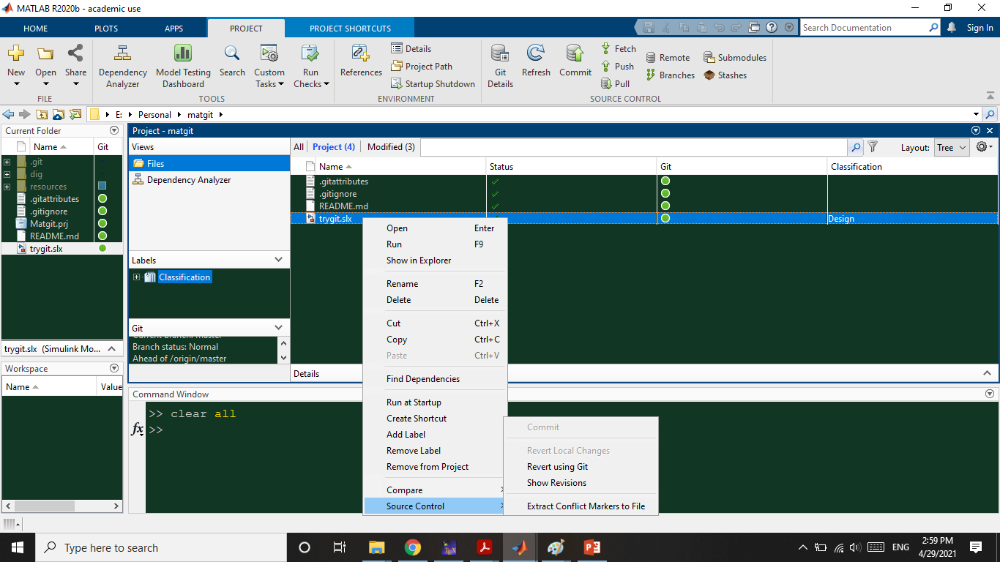 MATLAB R2020b - academic use
HOME PLOTS APPS PROJECT PROJECT SHORTCUTS
Search Documentation
Sign In
New Open Share
FILE
Dependency Analyzer
Model Testing Dashboard
Search
Custom Tasks
Run Checks
TOOLS
References
Details
Project Path
Startup Shutdown
ENVIRONMENT
Git Details
Refresh
Commit
Fetch
Push
Pull
Remote
Branches
Submodules
Stashes
SOURCE CONTROL
E: Personal matgit
Current Folder
Name Git
.git
dig
resources
.gitattributes
.gitignore
Matgit.prj
README.md
trygit.slx
trygit.slx (Simulink Mo...
Workspace
Name Value
Project - matgit
Views
Files
Dependency Analyzer
Labels
Classification
Git
Current branch: master
Branch status: Normal
Ahead of /origin/master
All Project (4) Modified (3)
Layout: Tree
Name Status Git Classification
.gitattributes
.gitignore
README.md
trygit.slx Design
Details
Open Enter
Run F9
Show in Explorer
Rename F2
Delete Delete
Cut Ctrl+X
Copy Ctrl+C
Paste Ctrl+V
Find Dependencies
Run at Startup
Create Shortcut
Add Label
Remove Label
Remove from Project
Compare
Source Control
Commit
Revert Local Changes
Revert using Git
Show Revisions
Extract Conflict Markers to File
Command Window
>> clear all
fx >>
Type here to search
ENG
2:59 PM
4/29/2021